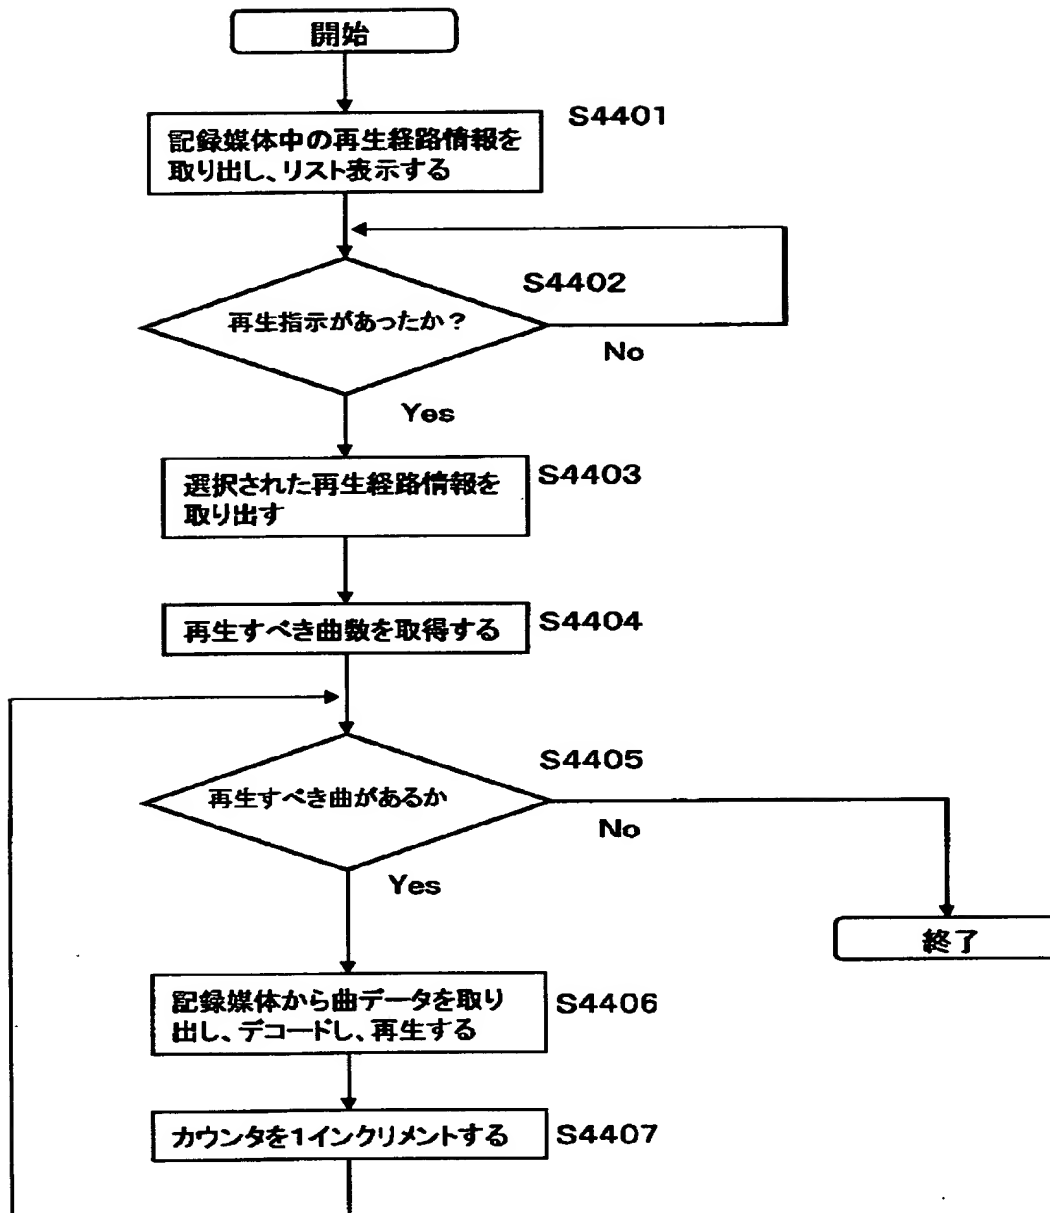 開始
S4401
記録媒体中の再生経路情報を
取り出し、リスト表示する
S4402
再生指示があったか？
No
Yes
S4403
選択された再生経路情報を
取り出す
再生すべき曲数を取得する
S4404
S4405
再生すべき曲があるか
No
Yes
終了
記録媒体から曲データを取り
出し、デコードし、再生する
S4406
カウンタを1インクリメントする
S4407